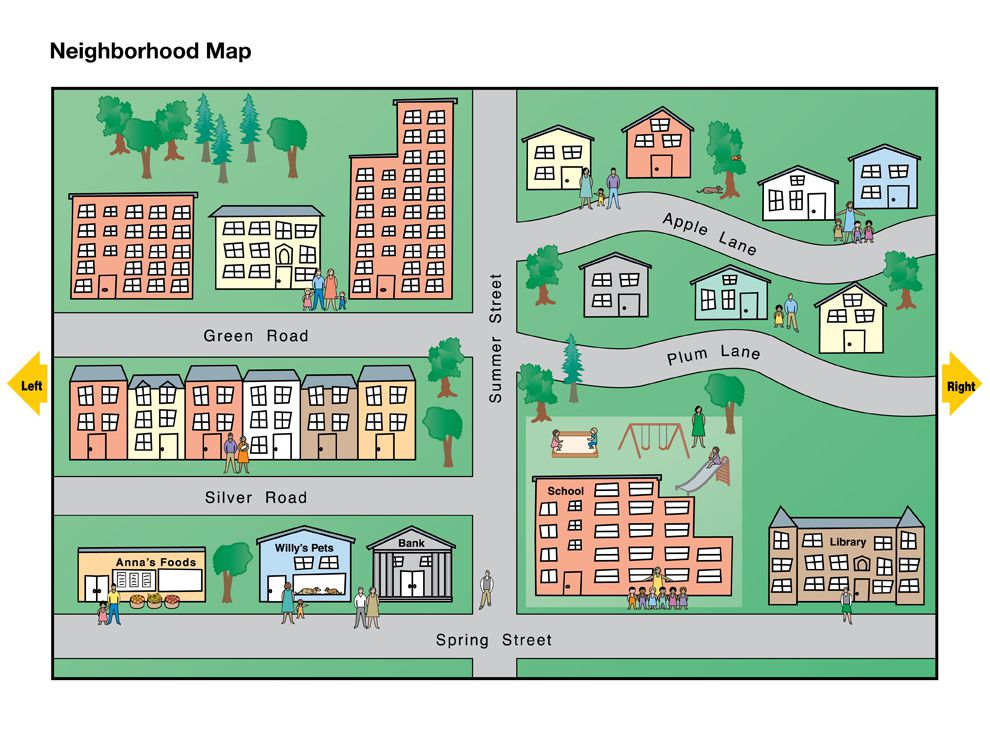 Neighborhood Map
Apple Lane
Summer Street
Green Road
Plum Lane
Left
Right
Silver Road
School
Library
Willy's Pets
Bank
Anna's Foods
Spring Street